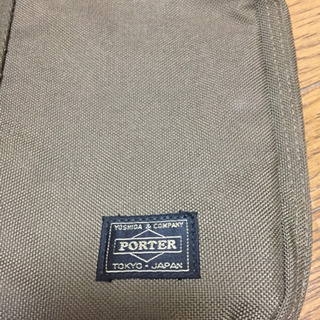 YOSHIDA & COMPANY
PORTER
TOKYO · JAPAN